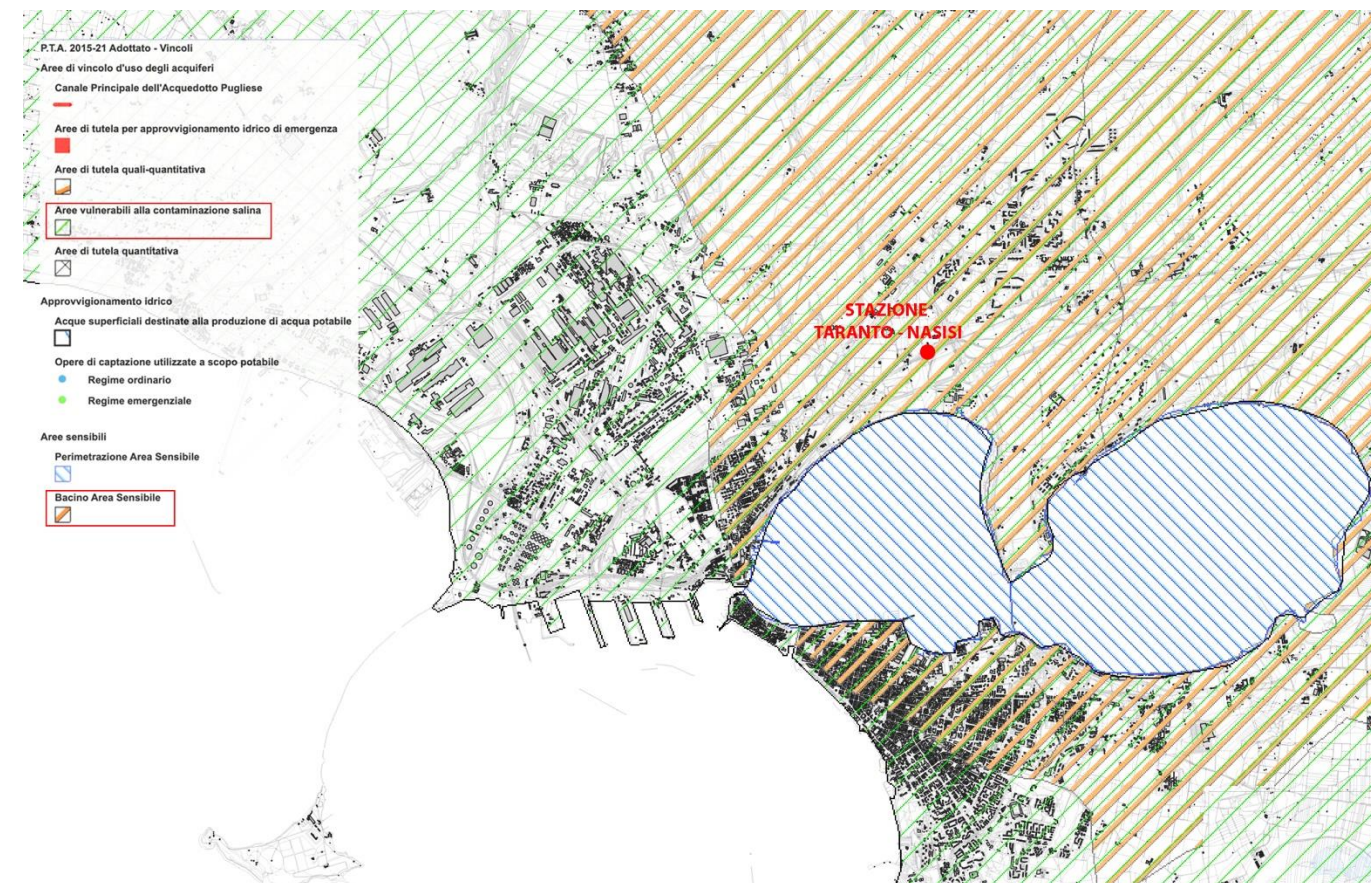 P.T.A. 2015-21 Adottato - Vincoli
Aree di vincolo d'uso degli acquiferi
Canale Principale dell'Acquedotto Pugliese
Aree di tutela per approvvigionamento idrico di emergenza
Aree di tutela quali-quantitativa
Aree vulnerabili alla contaminazione salina
Aree di tutela quantitativa
Approvvigionamento idrico
Acque superficiali destinate alla produzione di acqua potabile
Opere di captazione utilizzate a scopo potabile
Regime ordinario
Regime emergenziale
Aree sensibili
Perimetrazione Area Sensibile
Bacino Area Sensibile
STAZIONE
TARANTO - NASISI